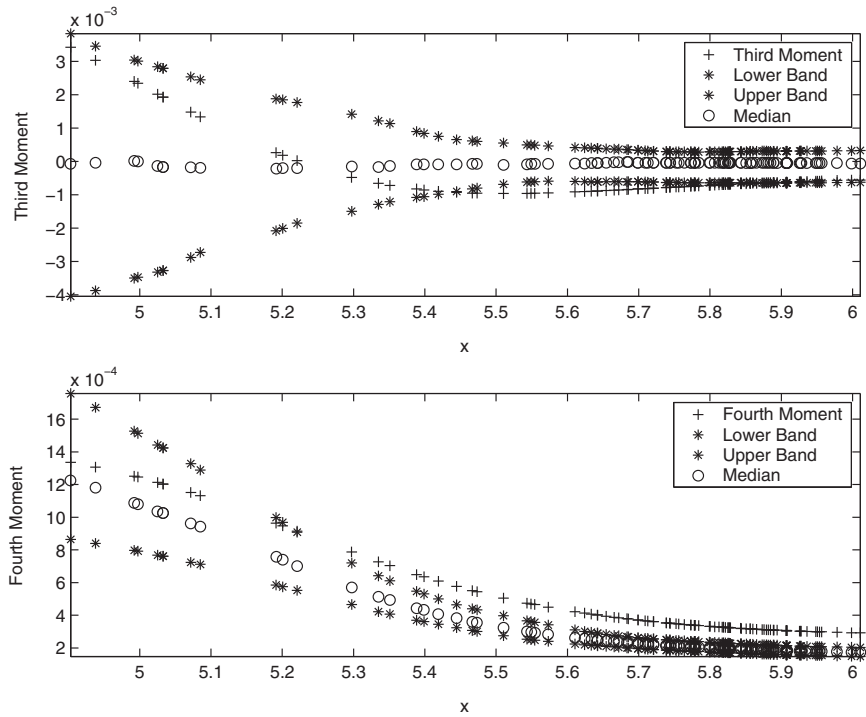 x 10⁻³
3
2
1
0
−1
−2
−3
−4
Third Moment
+ Third Moment
* Lower Band
* Upper Band
○ Median
5 5.1 5.2 5.3 5.4 5.5 5.6 5.7 5.8 5.9 6
x
x 10⁻⁴
16
14
12
10
8
6
4
2
Fourth Moment
+ Fourth Moment
* Lower Band
* Upper Band
○ Median
5 5.1 5.2 5.3 5.4 5.5 5.6 5.7 5.8 5.9 6
x